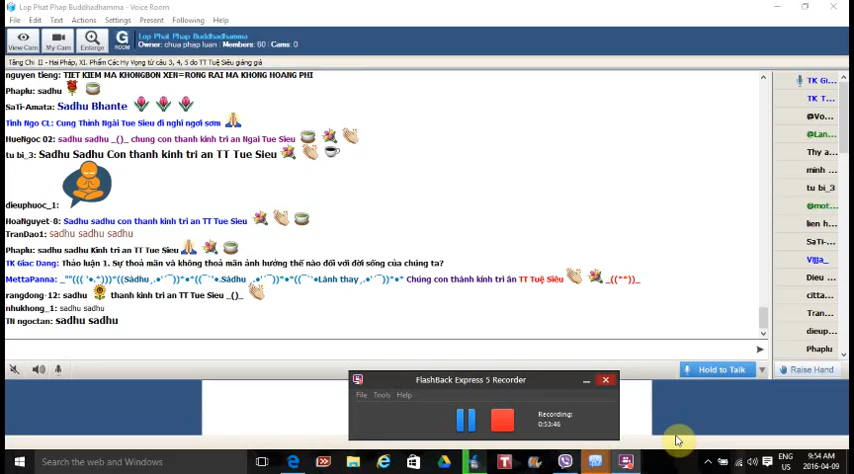 Lop Phat Phap Buddhadhamma - Voice Room
File Edit Text Actions Settings Present Following Help
View Cam My Cam Enlarge G ROOM Lop Phat Phap Buddhadhamma
Owner: chua phap luan : Members: 60 : Cams: 0
Tăng Chi II - Hai Pháp, XI. Phẩm Các Hy Vọng từ câu 3, 4, 5 do TT Tuệ Siêu giảng giả
nguyen tieng: TIET KIEM MA KHONGBON XEN=RONG RAI MA KHONG HOANG PHI
Phaplu: sadhu
SaTi-Amata: Sadhu Bhante
Tinh Ngo CL: Cung Thỉnh Ngài Tue Sieu đi nghỉ ngơi sơm
HueNgoc 02: sadhu sadhu _()_ chung con thanh kinh tri an Ngai Tue Sieu
tu bi_3: Sadhu Sadhu Con thanh kinh tri an TT Tue Sieu
dieuphuoc_1:
HoaNguyet-8: Sadhu sadhu con thanh kinh tri an TT Tue Sieu
TranDao1: sadhu sadhu sadhu
Phaplu: sadhu sadhu Kinh tri an TT Tue Sieu
TK Giac Dang: Thảo luận 1. Sự thoả mãn và không thoả mãn ảnh hưởng thế nào đối với đời sống của chúng ta?
MettaPanna: Sàdhu Sàdhu Lành thay Chúng con thành kính tri ân TT Tuệ Siêu _((**))_
rangdong-12: sadhu thanh kinh tri an TT Tue Sieu _()_
nhukhong_1: sadhu sadhu
TN ngoctan: sadhu sadhu
TK Gi...
TK T...
@Vo...
@Lan...
Thy a...
minh ...
tu bi_3
@mot...
lien h...
SaTi-...
Vijja_
Dieu ...
citta...
Tran...
dieup...
Phaplu
Hold to Talk Raise Hand
FlashBack Express 5 Recorder
File Tools Help
Recording:
0:53:46
Search the web and Windows
ENG 9:54 AM
US 2016-04-09